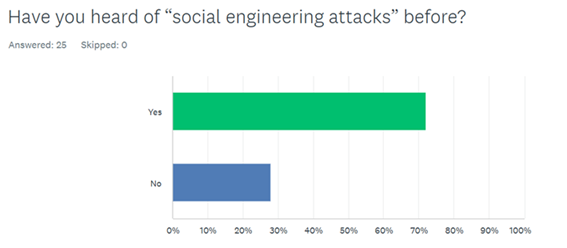 Have you heard of “social engineering attacks” before?
Answered: 25 Skipped: 0
Yes
No
0% 10% 20% 30% 40% 50% 60% 70% 80% 90% 100%